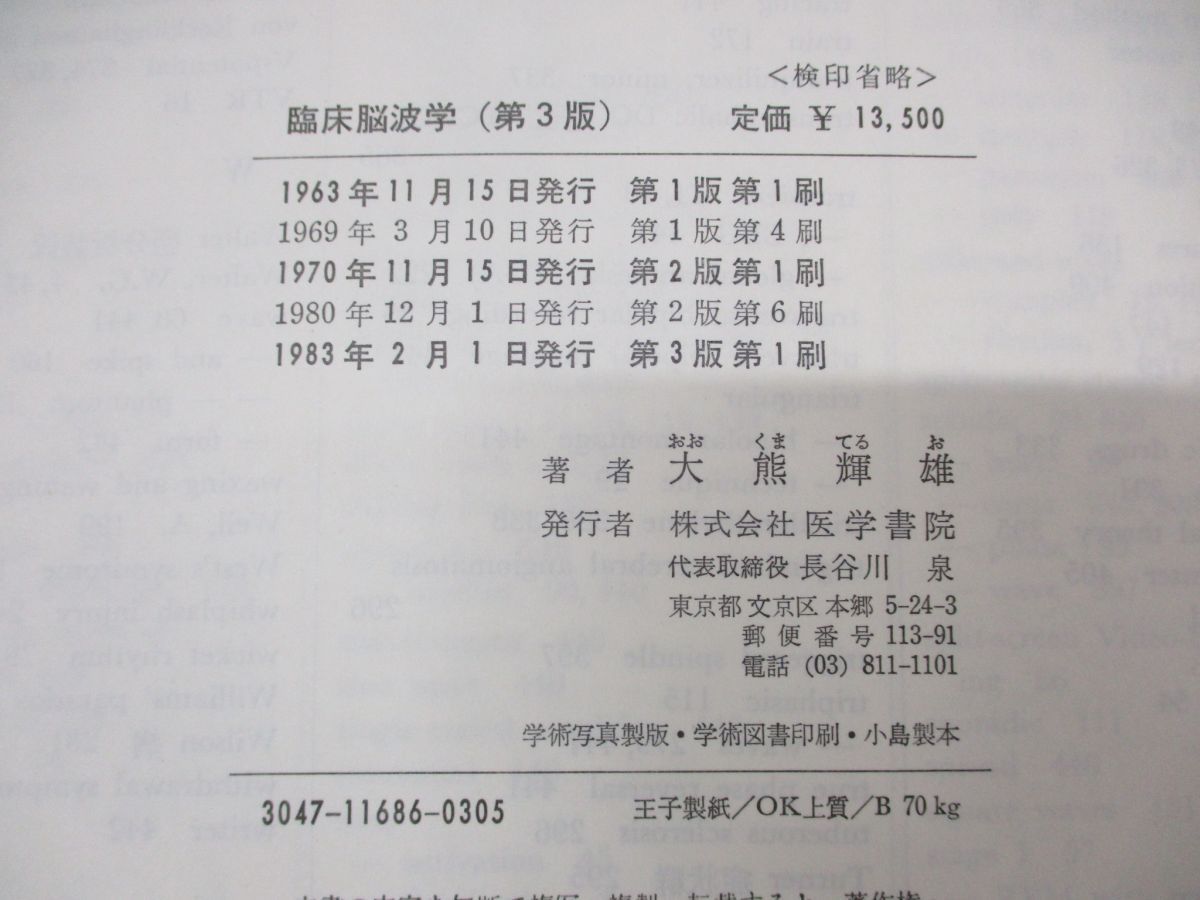 <検印省略>
臨床脳波学(第3版) 定価 ¥ 13,500
1963年11月15日発行 第1版第1刷
1969年 3月10日発行 第1版第4刷
1970年11月15日発行 第2版第1刷
1980年12月 1日発行 第2版第6刷
1983年 2月 1日発行 第3版第1刷
おお くま てる お
著者 大熊輝雄
発行者 株式会社医学書院
代表取締役 長谷川 泉
東京都文京区本郷 5-24-3
郵便番号 113-91
電話 (03) 811-1101
学術写真製版・学術図書印刷・小島製本
3047-11686-0305 王子製紙/OK上質/B 70kg